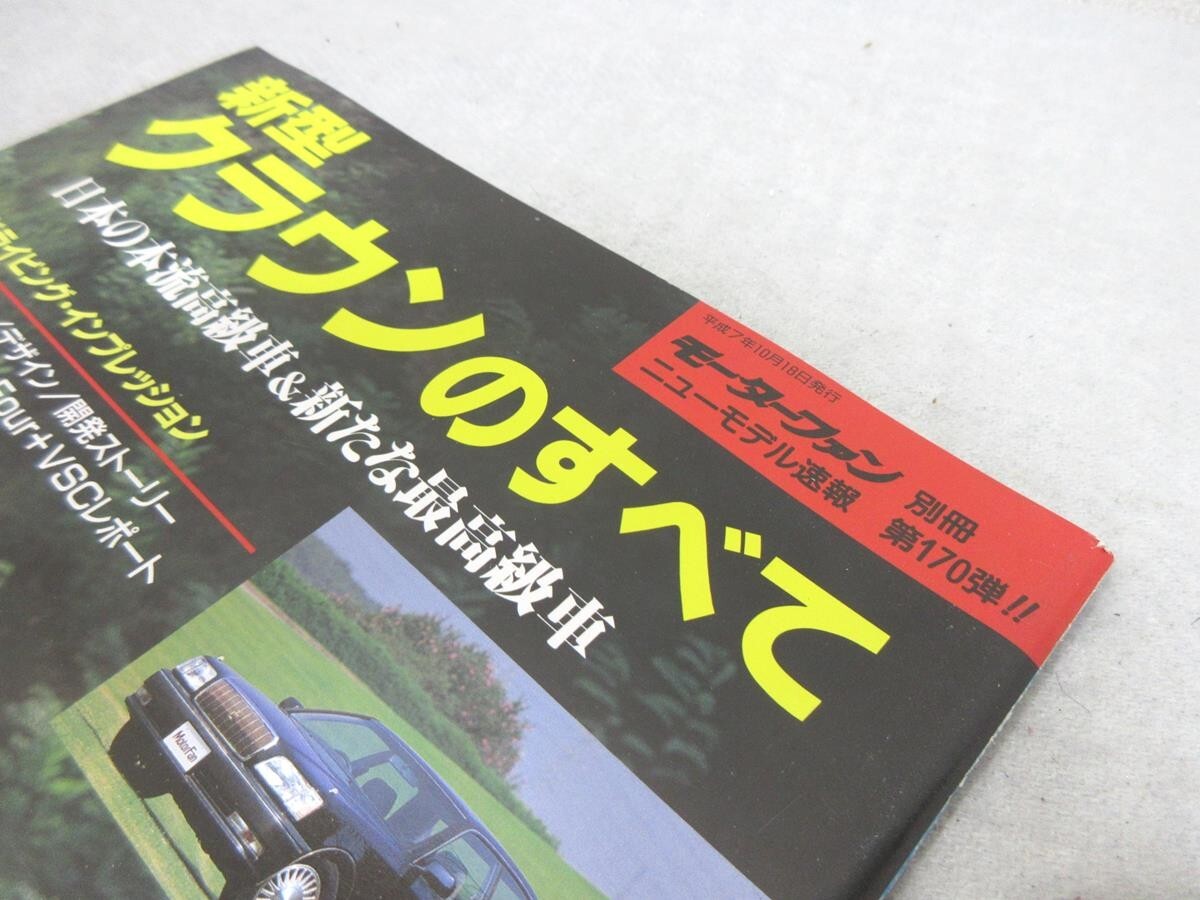 平成7年10月18日発行
モーターファン 別冊
ニューモデル速報 第170弾!!
新型
クラウンのすべて
日本の本流高級車&新たな最高級車
ライビング・インプレッション
/デザイン/開発ストーリー
Four+VSCレポート
MotorFan